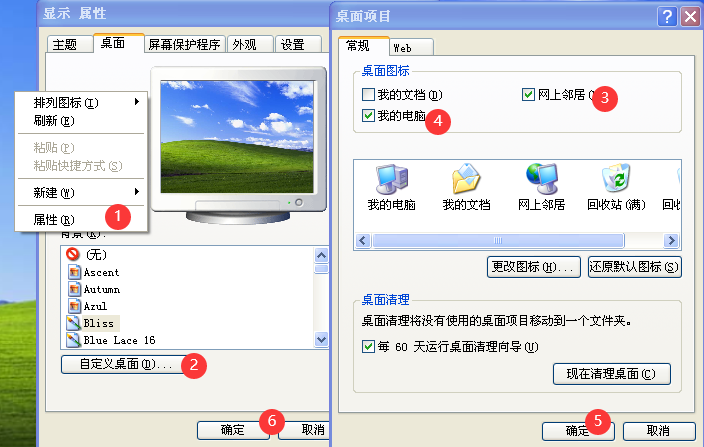 显示 属性
主题
桌面
屏幕保护程序
外观
设置
排列图标(I)
刷新(E)
粘贴(P)
粘贴快捷方式(S)
新建(W)
属性(R)
1
背景(K):
(无)
Ascent
Autumn
Azul
Bliss
Blue Lace 16
自定义桌面(D)...
2
确定
6
取消
桌面项目
常规
Web
桌面图标
我的文档(D)
网上邻居
3
我的电脑
4
我的电脑
我的文档
网上邻居
回收站(满)
更改图标(H)...
还原默认图标(S)
桌面清理
桌面清理将没有使用的桌面项目移动到一个文件夹。
每 60 天运行桌面清理向导(U)
现在清理桌面(C)
确定
5
取消